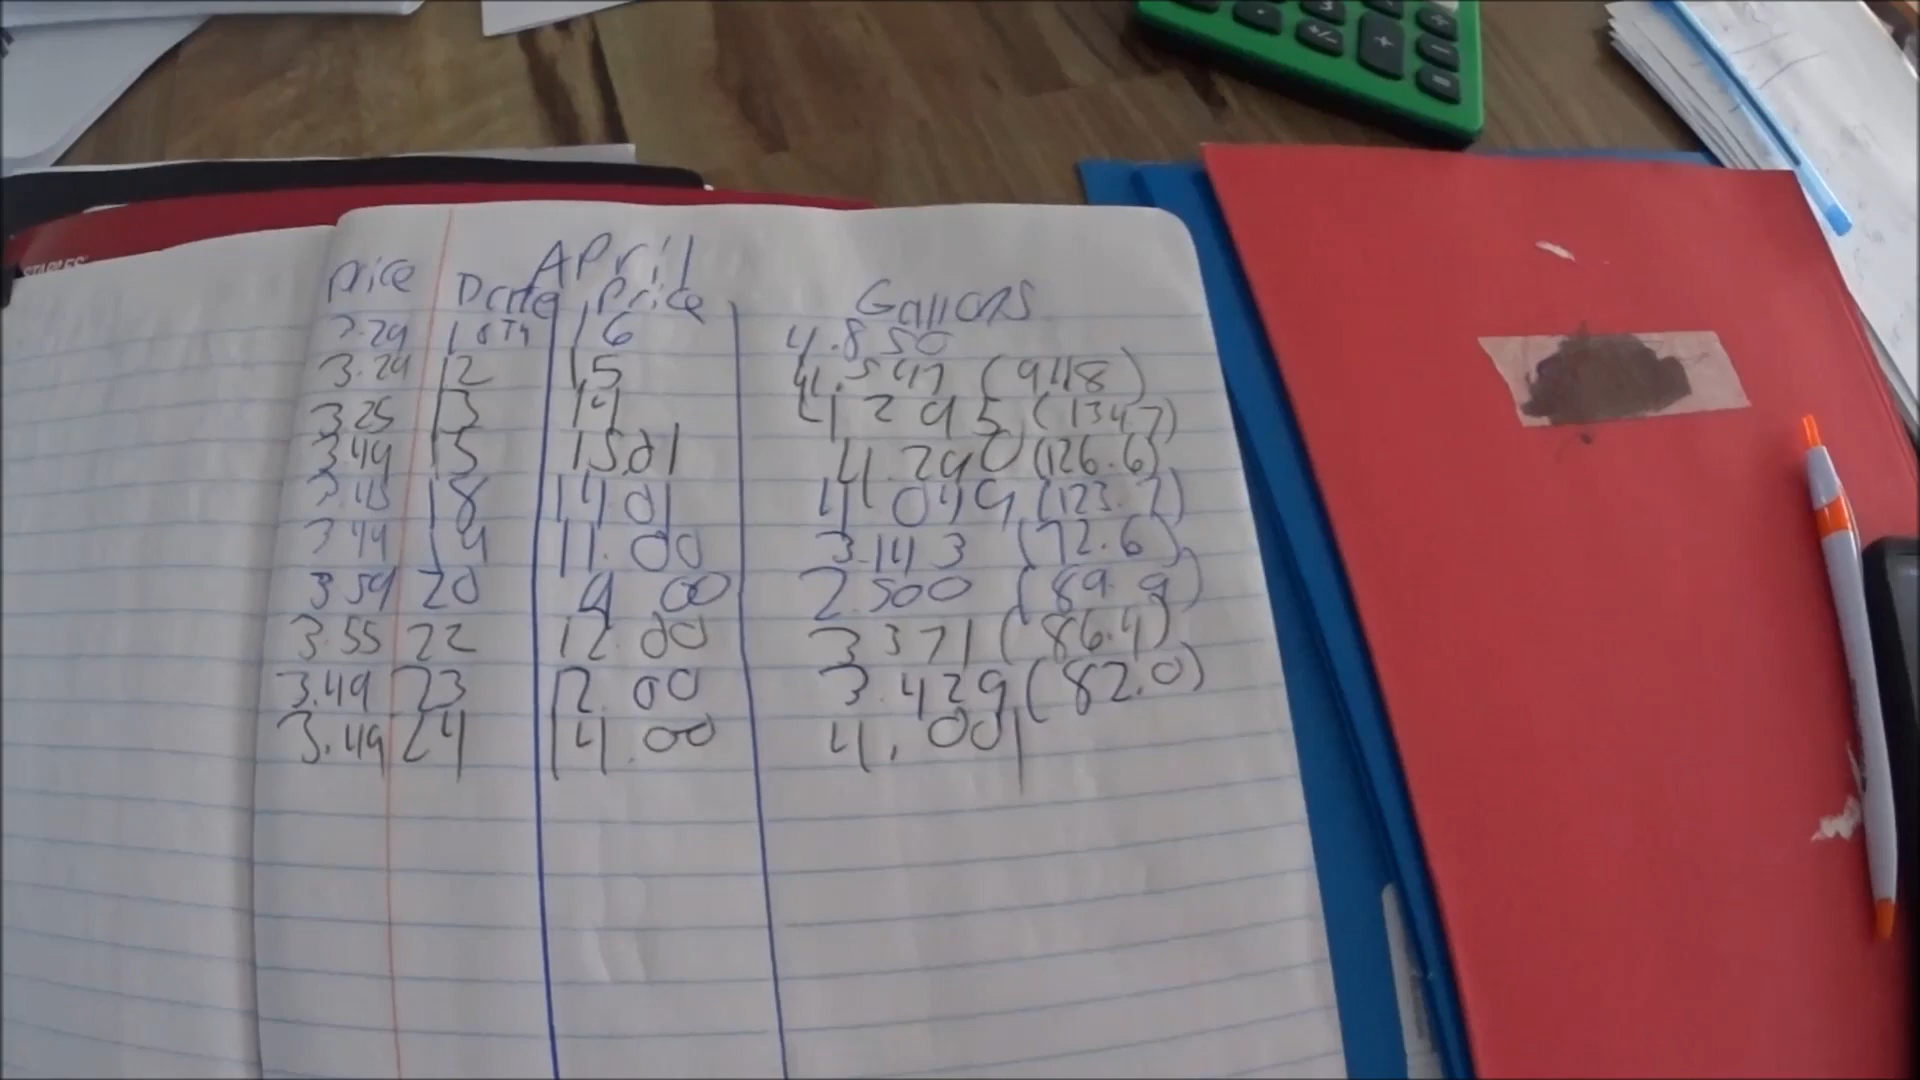 STAPLES
April
Price Date Price Gallons
3.29 10th 16 4.850
3.29 12 15 4.547 (94.8)
3.25 13 14 4.295 (134.7)
3.49 15 15.01 4.290 (126.6)
18 14.01 4.049 (123.7)
3.49 19 11.00 3.143 (72.6)
3.59 20 9.00 2.500 (89.9)
3.55 22 12.00 3.371 (86.4)
3.49 23 12.00 3.429 (82.0)
3.49 24 14.00 4.001